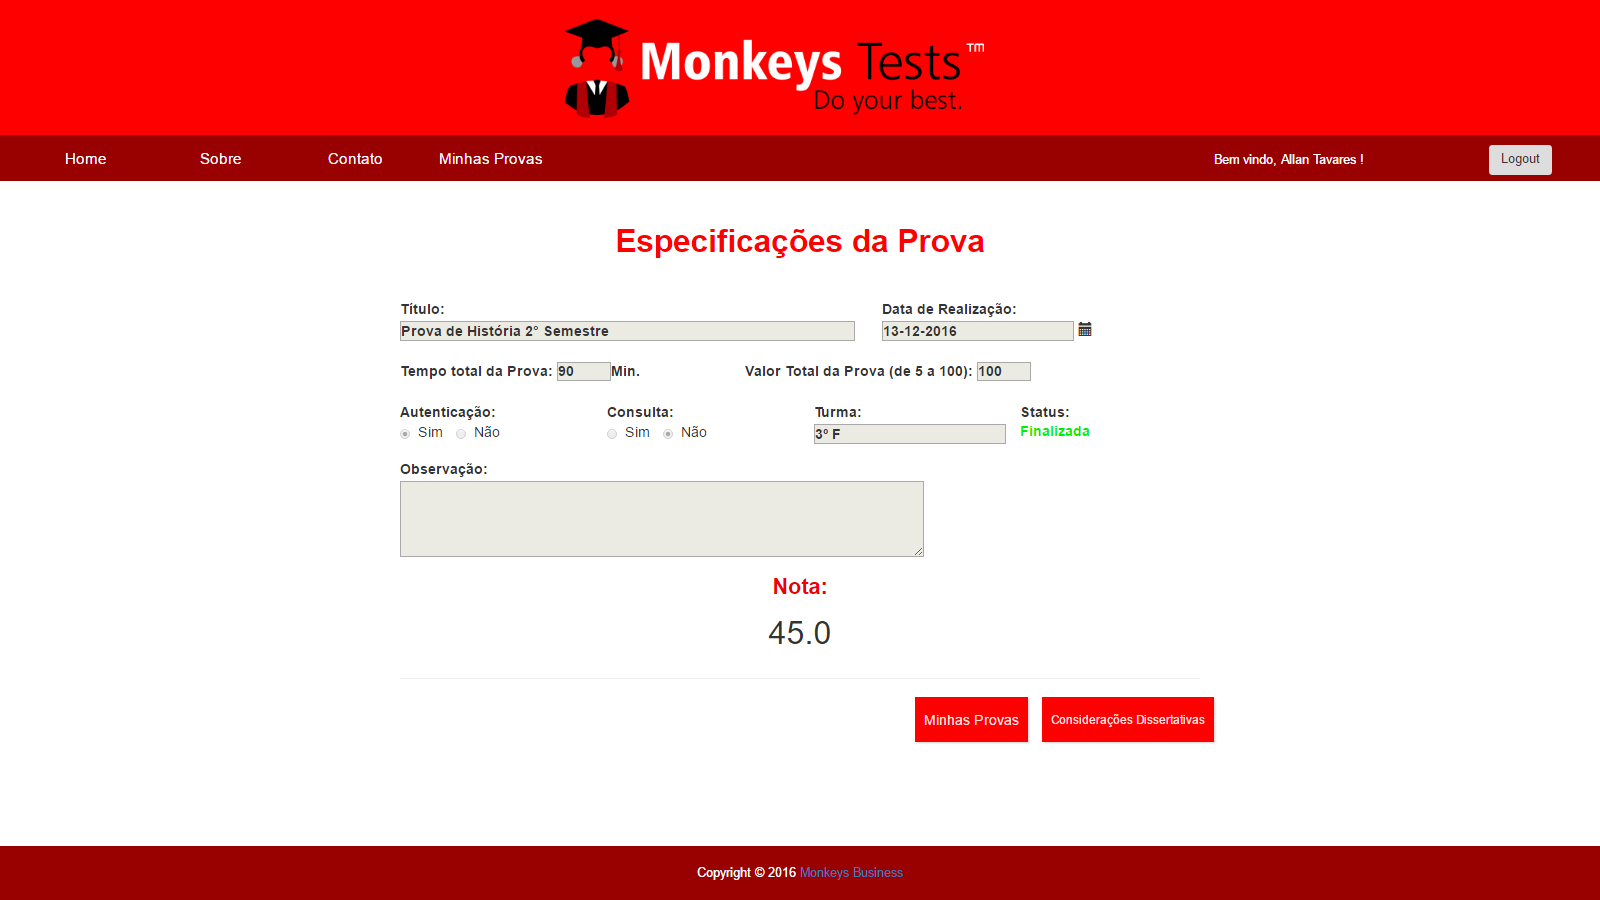 Monkeys Tests™
Do your best.
Home Sobre Contato Minhas Provas Bem vindo, Allan Tavares ! Logout
Especificações da Prova
Título: Data de Realização:
Prova de História 2° Semestre 13-12-2016
Tempo total da Prova: 90 Min. Valor Total da Prova (de 5 a 100): 100
Autenticação: Consulta: Turma: Status:
Sim Não Sim Não 3º F Finalizada
Observação:
Nota:
45.0
Minhas Provas Considerações Dissertativas
Copyright © 2016 Monkeys Business